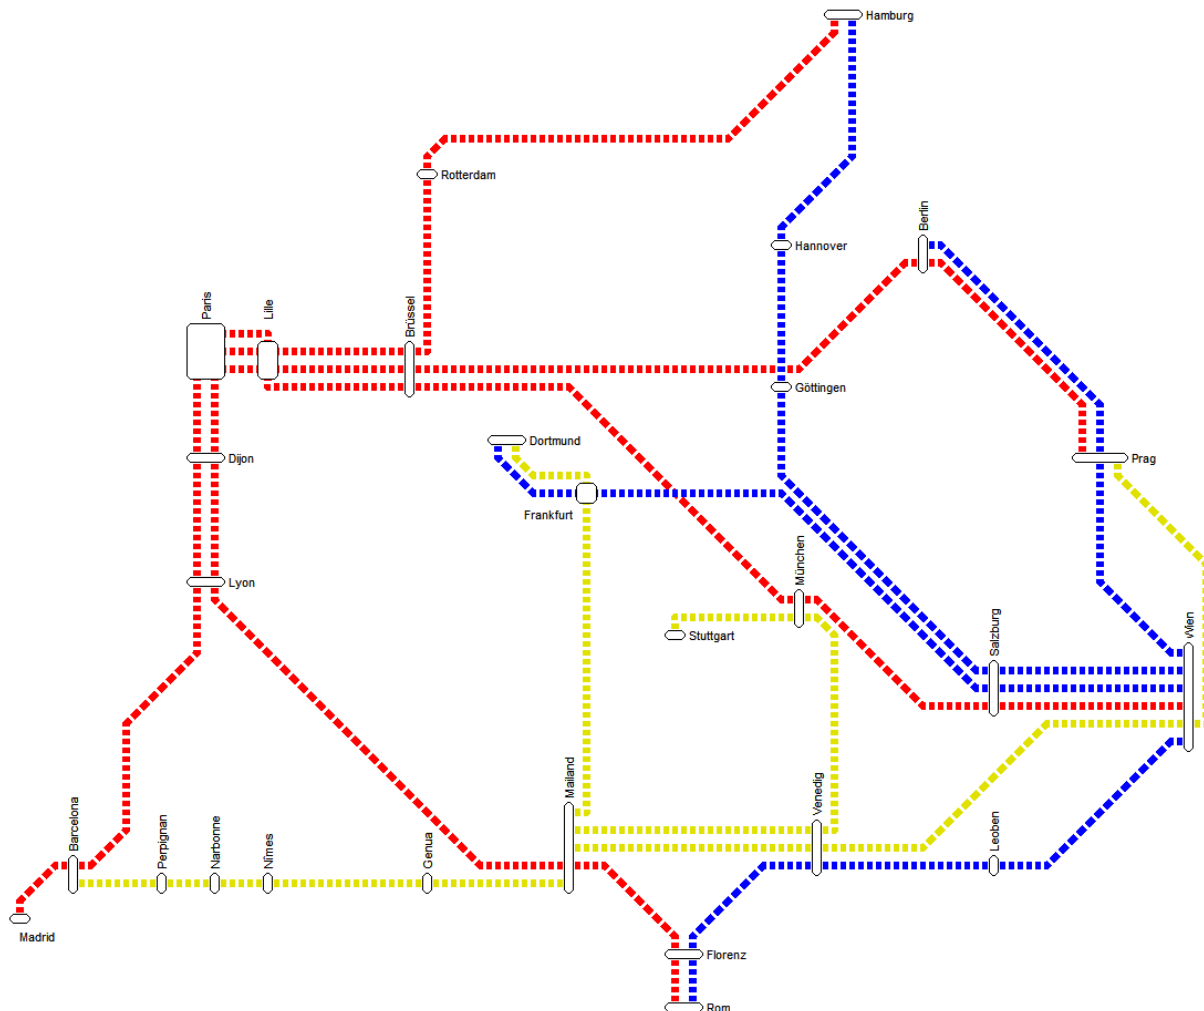 Hamburg
Rotterdam
Berlin
Hannover
Paris
Lille
Brüssel
Göttingen
Dortmund
Dijon
Prag
Frankfurt
München
Lyon
Stuttgart
Salzburg
Wien
Mailand
Venedig
Barcelona
Perpignan
Narbonne
Nîmes
Genua
Leoben
Madrid
Florenz
Rom